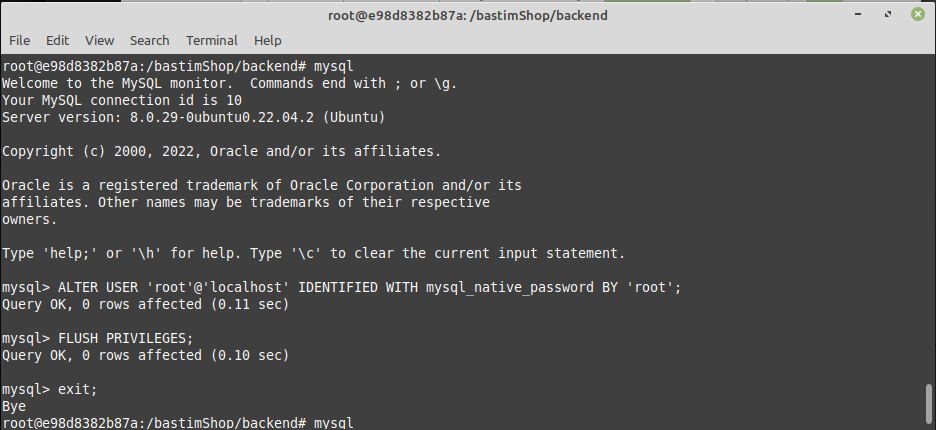 root@e98d8382b87a: /bastimShop/backend
File Edit View Search Terminal Help
root@e98d8382b87a:/bastimShop/backend# mysql
Welcome to the MySQL monitor.  Commands end with ; or \g.
Your MySQL connection id is 10
Server version: 8.0.29-0ubuntu0.22.04.2 (Ubuntu)
Copyright (c) 2000, 2022, Oracle and/or its affiliates.
Oracle is a registered trademark of Oracle Corporation and/or its
affiliates. Other names may be trademarks of their respective
owners.
Type 'help;' or '\h' for help. Type '\c' to clear the current input statement.
mysql> ALTER USER 'root'@'localhost' IDENTIFIED WITH mysql_native_password BY 'root';
Query OK, 0 rows affected (0.11 sec)
mysql> FLUSH PRIVILEGES;
Query OK, 0 rows affected (0.10 sec)
mysql> exit;
Bye
root@e98d8382b87a:/bastimShop/backend# mysql